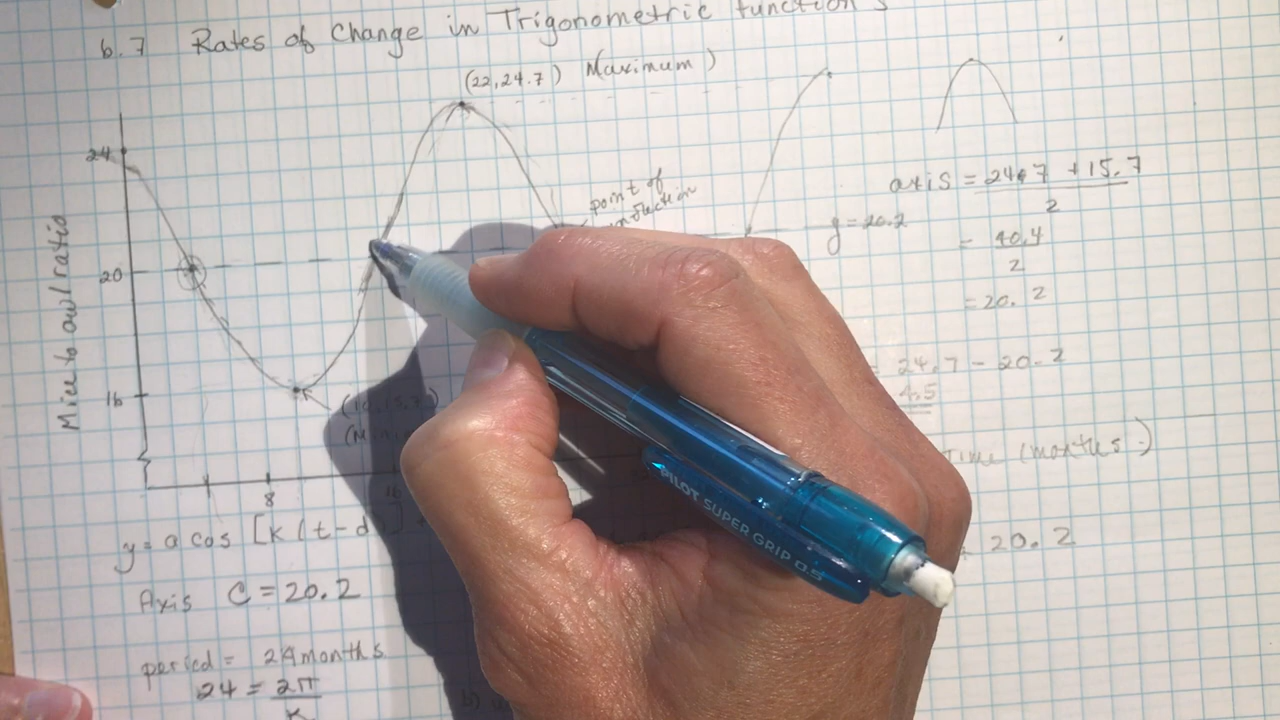 6.7 Rates of Change in Trigonometric functions
(22, 24.7) Maximum)
24
point of
inflection
axis = 24.7 + 15.7
2
y = 20.2
= 40.4
2
= 20.2
Mice to owl ratio
20
24.7 - 20.2
4.5
16
Time (months)
8
16
y = a cos [k (t - d)]
= 20.2
Axis C = 20.2
PILOT SUPER GRIP 0.5
period = 24 months
24 = 2π
k
b)